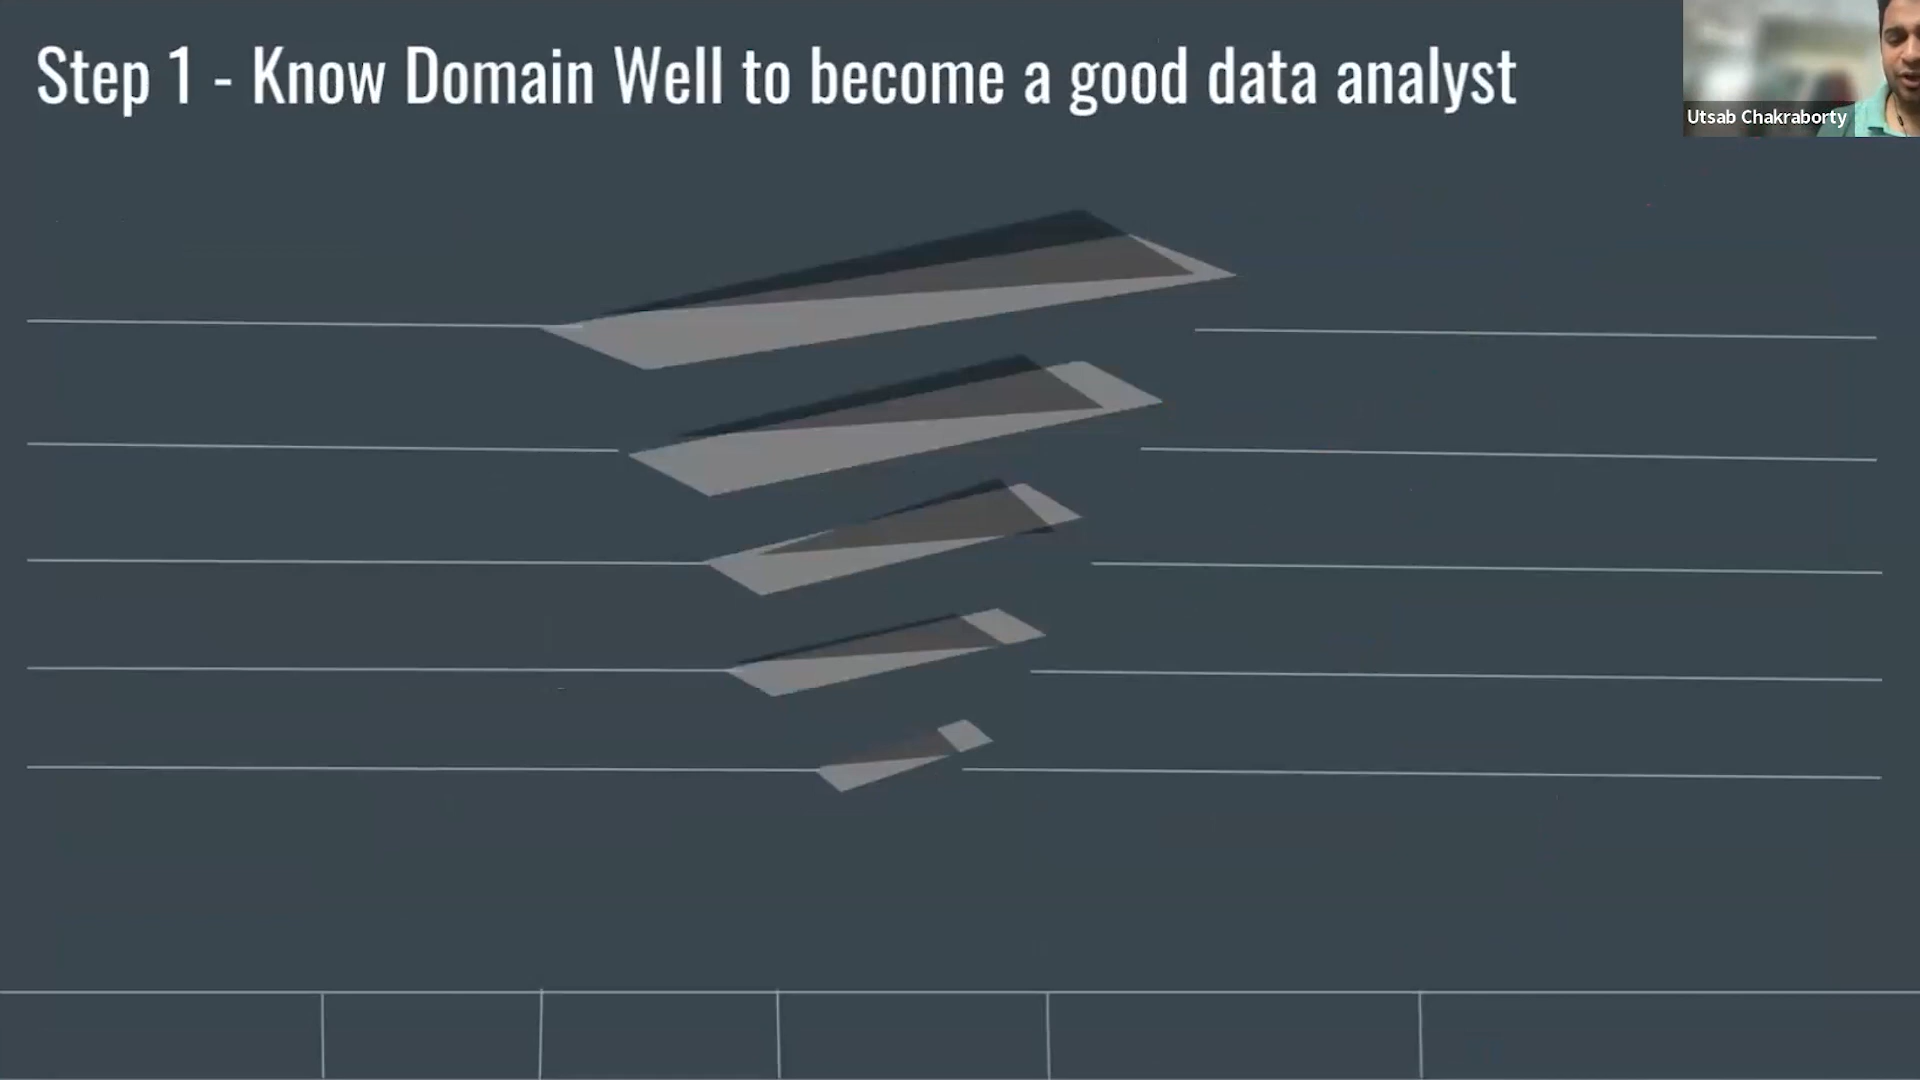 Step 1 - Know Domain Well to become a good data analyst
Utsab Chakraborty